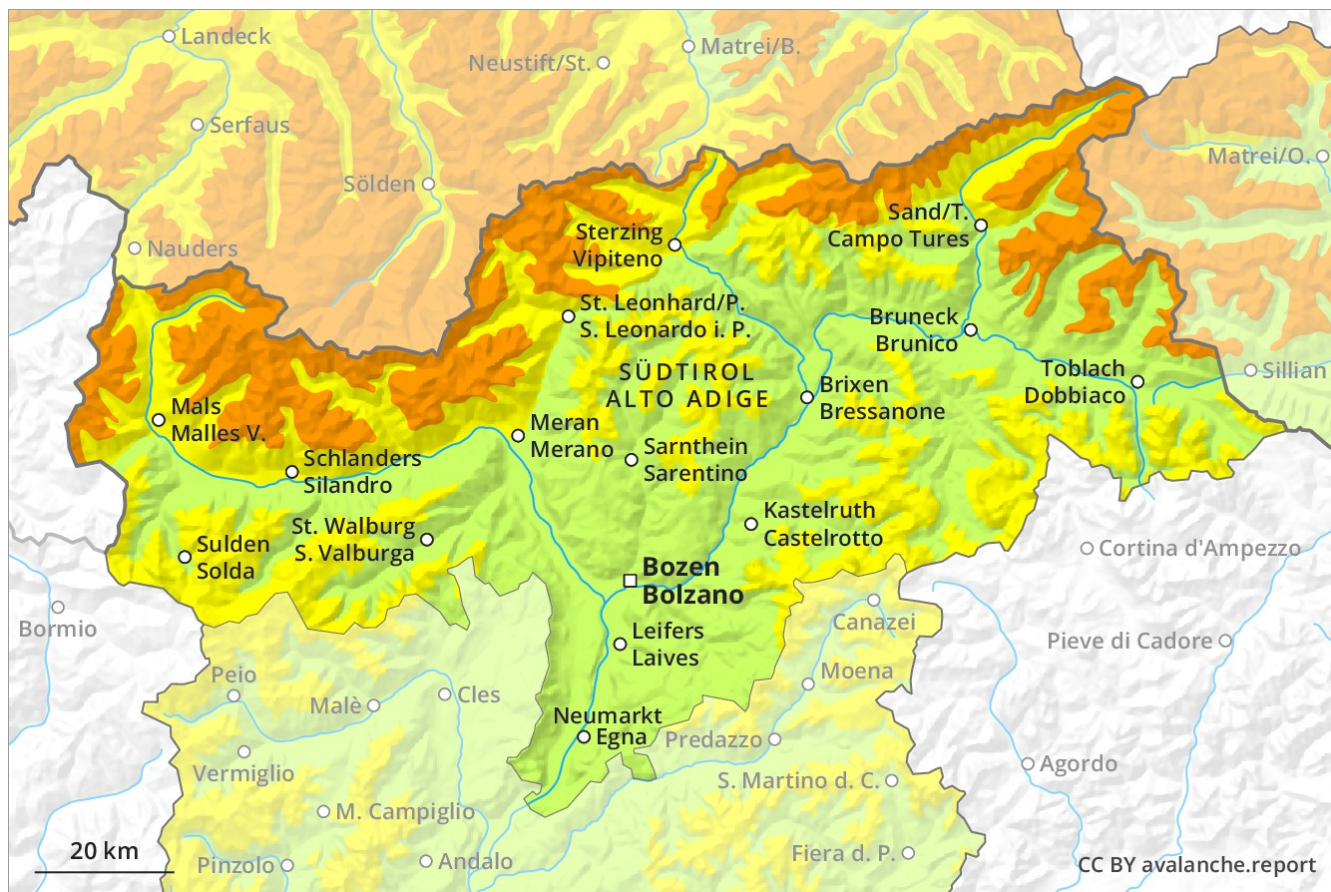 Landeck
Matrei/B.
Neustift/St.
Serfaus
Matrei/O.
Sölden
Sand/T.
Campo Tures
Sterzing
Vipiteno
Nauders
St. Leonhard/P.
S. Leonardo i. P.
Bruneck
Brunico
SÜDTIROL
ALTO ADIGE
Toblach
Dobbiaco
Sillian
Brixen
Bressanone
Mals
Malles V.
Meran
Merano
Sarnthein
Sarentino
Schlanders
Silandro
Kastelruth
Castelrotto
St. Walburg
S. Valburga
Sulden
Solda
Cortina d'Ampezzo
Bozen
Bolzano
Bormio
Canazei
Leifers
Laives
Pieve di Cadore
Peio
Moena
Malè
Cles
Neumarkt
Egna
Predazzo
Vermiglio
Agordo
S. Martino d. C.
M. Campiglio
20 km
Pinzolo
Andalo
Fiera d. P.
CC BY avalanche.report